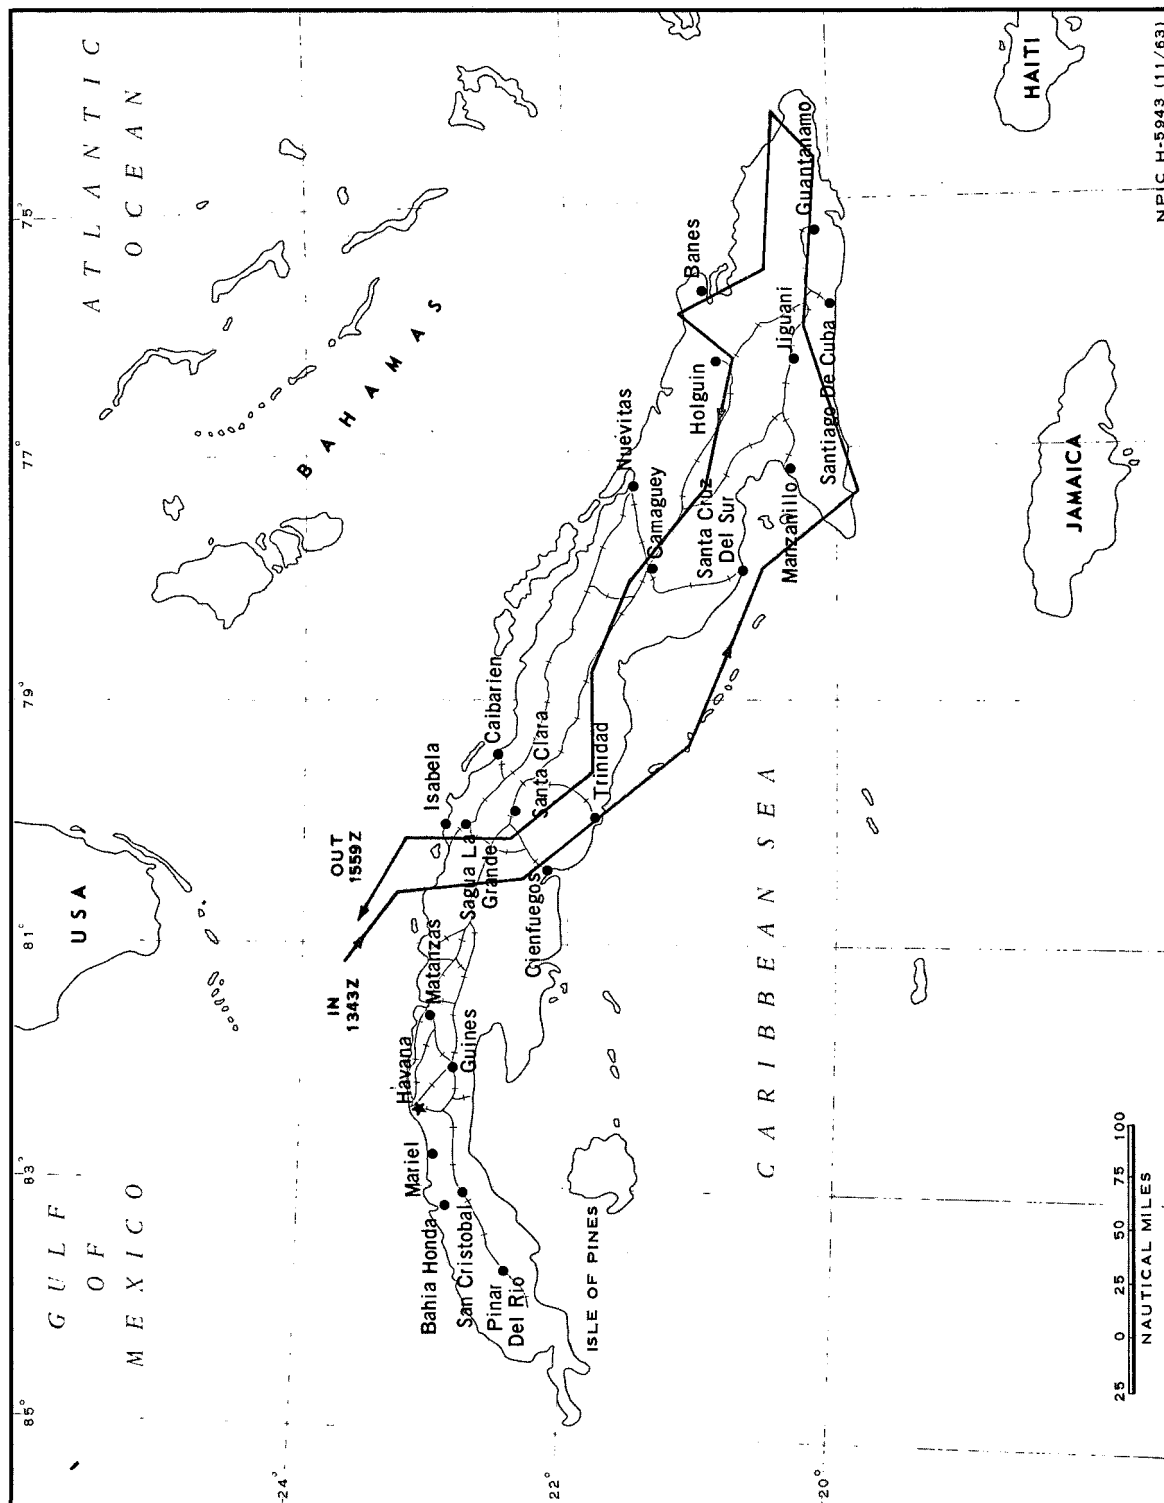 85°
83°
81°
79°
77°
75°
GULF
OF
MEXICO
USA
ATLANTIC
OCEAN
BAHAMAS
24°
22°
20°
IN
1343Z
OUT
1559Z
Havana
Mariel
Bahia Honda
San Cristobal
Pinar
Del Rio
Matanzas
Guines
Isabela
Sagua La
Grande
Caibarien
Santa Clara
Cienfuegos
Trinidad
Nuevitas
Camaguey
Santa Cruz
Del Sur
Holguin
Banes
Manzanillo
Jiguani
Santiago De Cuba
Guantanamo
ISLE OF PINES
CARIBBEAN SEA
JAMAICA
HAITI
25 0 25 50 75 100
NAUTICAL MILES
NPIC H-5943 (11/63)